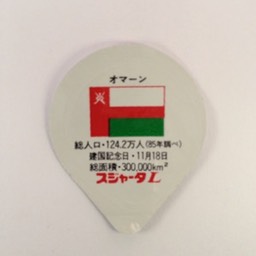 オマーン
総人口・124.2万人(85年調べ)
建国記念日・11月18日
総面積・300,000km²
スジャータL